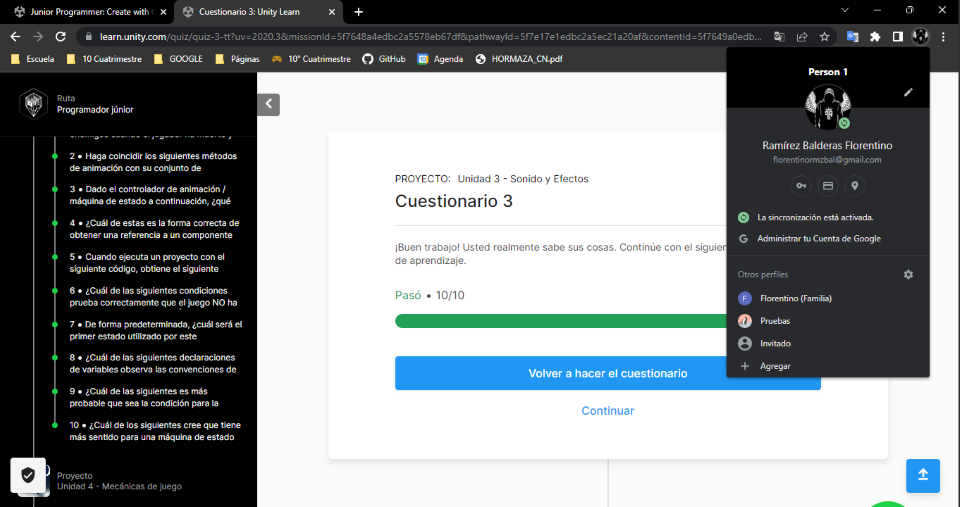 Junior Programmer: Create with C
Cuestionario 3: Unity Learn
learn.unity.com/quiz/quiz-3-tt?uv=2020.3&missionId=5f7648a4edbc2a5578eb67df&pathwayId=5f7e17e1edbc2a5ec21a20af&contentId=5f7649a0edb...
Escuela
10 Cuatrimestre
GOOGLE
Páginas
10° Cuatrimestre
GitHub
Agenda
HORMAZA_CN.pdf
Ruta
Programador júnior
2 • Haga coincidir los siguientes métodos
de animación con su conjunto de
3 • Dado el controlador de animación /
máquina de estado a continuación, ¿qué
4 • ¿Cuál de estas es la forma correcta de
obtener una referencia a un componente
5 • Cuando ejecuta un proyecto con el
siguiente código, obtiene el siguiente
6 • ¿Cuál de las siguientes condiciones
prueba correctamente que el juego NO ha
7 • De forma predeterminada, ¿cuál será el
primer estado utilizado por este
8 • ¿Cuál de las siguientes declaraciones
de variables observa las convenciones de
9 • ¿Cuál de las siguientes es más
probable que sea la condición para la
10 • ¿Cuál de los siguientes cree que tiene
más sentido para una máquina de estado
Proyecto
Unidad 4 - Mecánicas de juego
PROYECTO: Unidad 3 - Sonido y Efectos
Cuestionario 3
¡Buen trabajo! Usted realmente sabe sus cosas. Continúe con el siguien
de aprendizaje.
Pasó • 10/10
Volver a hacer el cuestionario
Continuar
Person 1
Ramírez Balderas Florentino
florentinormzbal@gmail.com
La sincronización está activada.
Administrar tu Cuenta de Google
Otros perfiles
F
Florentino (Familia)
Pruebas
Invitado
Agregar